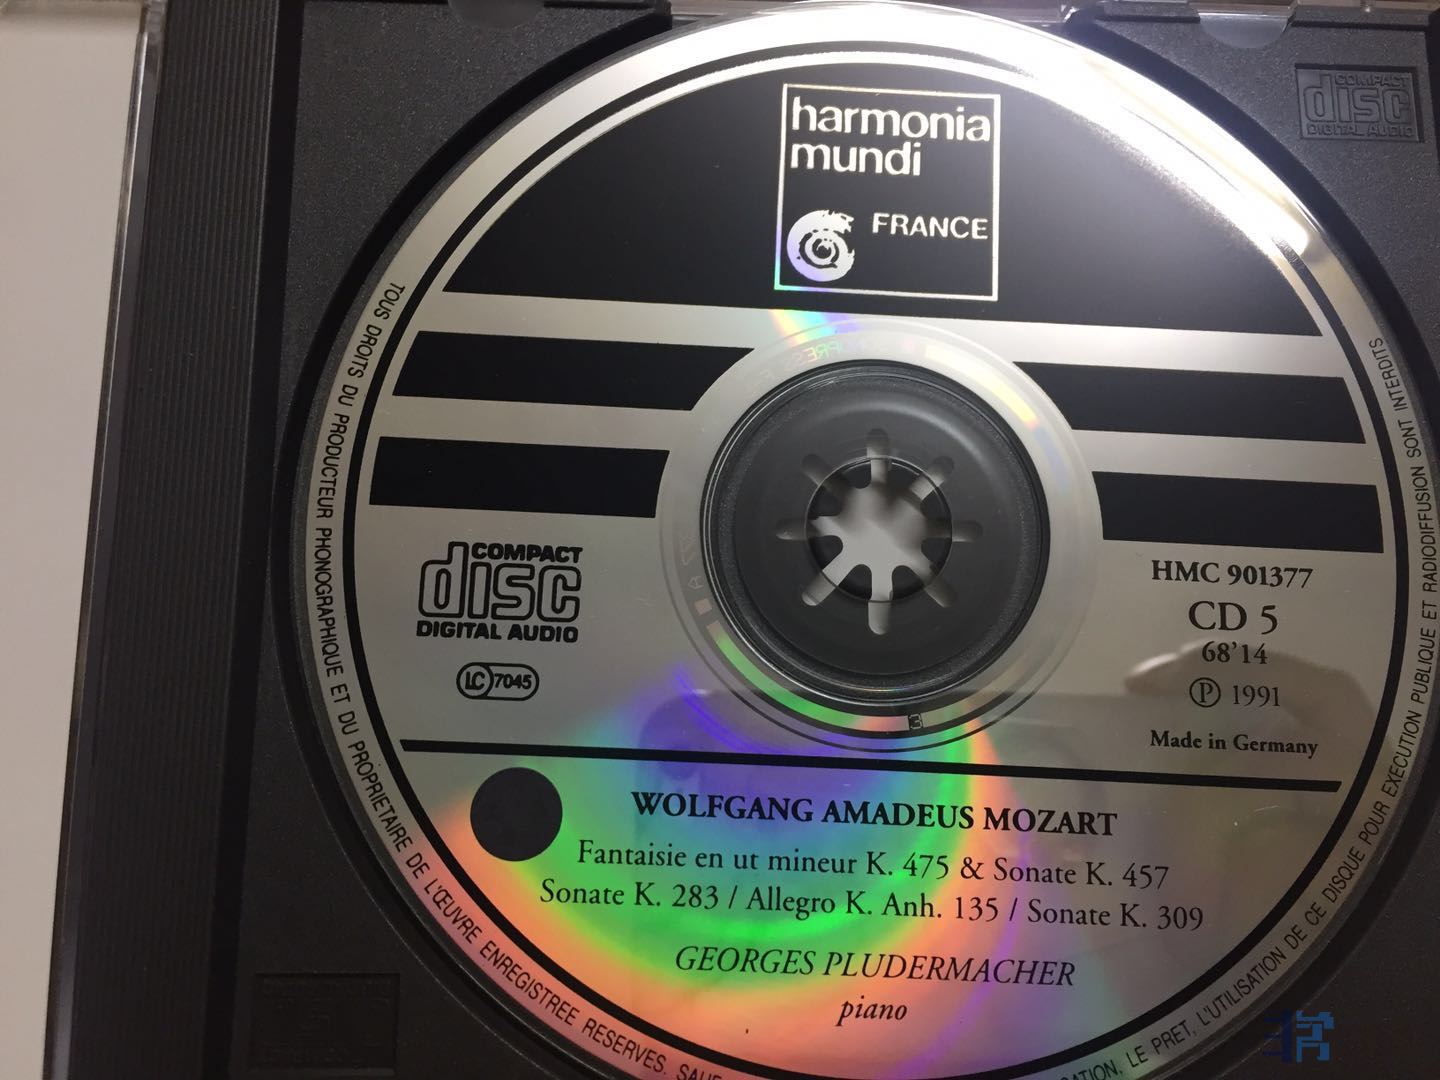 harmonia
mundi
FRANCE
COMPACT
disc
DIGITAL AUDIO
COMPACT
disc
DIGITAL AUDIO
LC 7045
HMC 901377
CD 5
68'14
Ⓟ 1991
Made in Germany
3
WOLFGANG AMADEUS MOZART
Fantaisie en ut mineur K. 475 & Sonate K. 457
Sonate K. 283 / Allegro K. Anh. 135 / Sonate K. 309
GEORGES PLUDERMACHER
piano
TOUS DROITS DU PRODUCTEUR PHONOGRAPHIQUE ET DU PROPRIETAIRE DE L'ŒUVRE ENREGISTREE RESERVES. SAUF
LE PRET, L'UTILISATION DE CE DISQUE POUR EXECUTION PUBLIQUE ET RADIODIFFUSION SONT INTERDITS